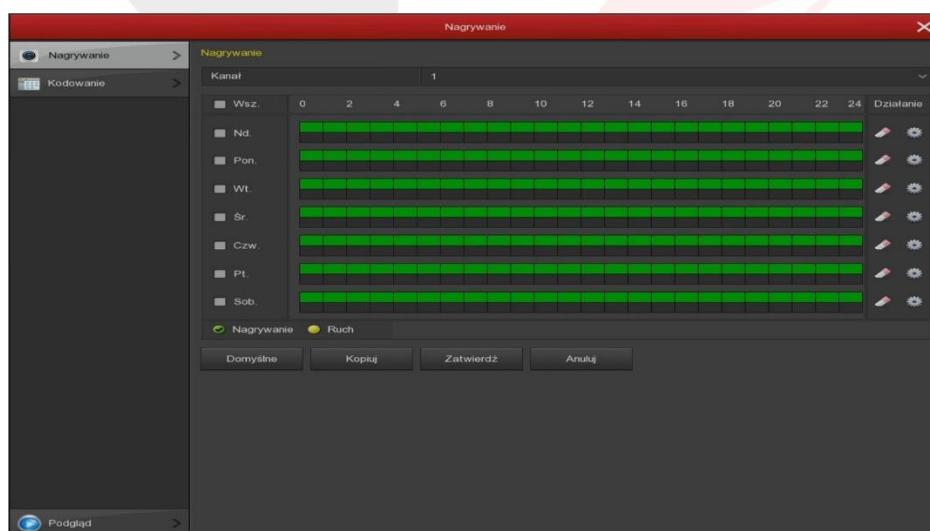 Nagrywanie
Nagrywanie
Kodowanie
Nagrywanie
Kanał 1
Wsz. 0 2 4 6 8 10 12 14 16 18 20 22 24 Działanie
Nd.
Pon.
Wt.
Śr.
Czw.
Pt.
Sob.
Nagrywanie Ruch
Domyślne Kopiuj Zatwierdź Anuluj
Podgląd